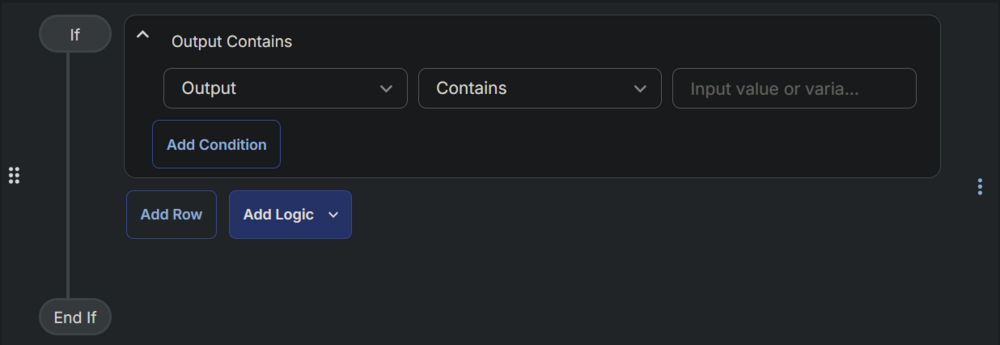 If
Output Contains
Output
Contains
Input value or varia...
Add Condition
Add Row
Add Logic
End If